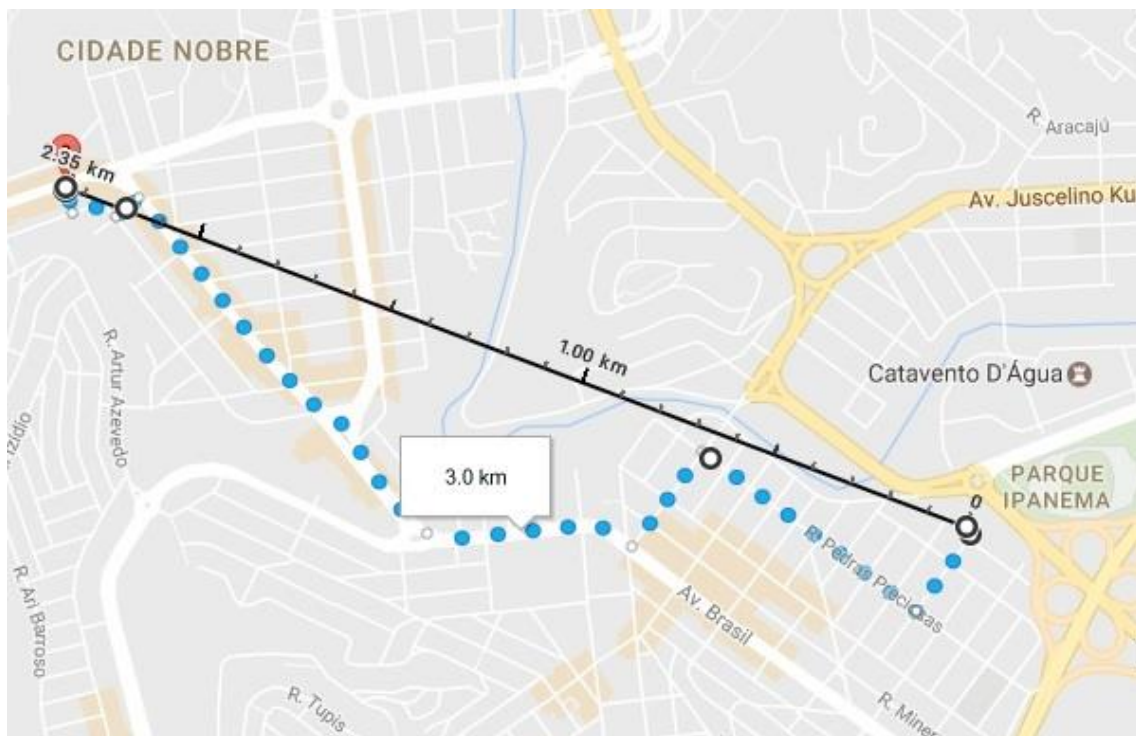 CIDADE NOBRE
R. Aracajú
2.35 km
Av. Juscelino Ku
R. Artur Azevedo
1.00 km
Catavento D'Água
Izídio
3.0 km
PARQUE
IPANEMA
0
R. Pedras Preciosas
R. Ari Barroso
Av. Brasil
R. Tupis
R. Miner